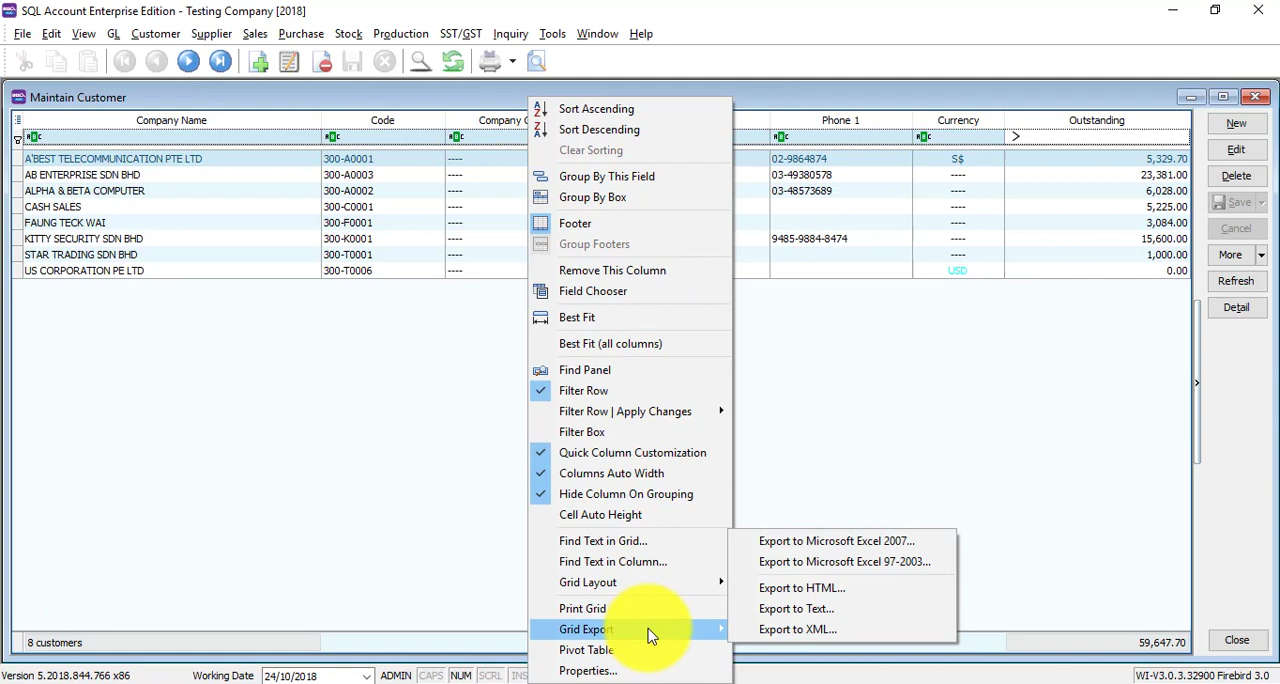 SQL Account Enterprise Edition - Testing Company [2018]
File Edit View GL Customer Supplier Sales Purchase Stock Production SST/GST Inquiry Tools Window Help
Maintain Customer
Company Name Code Company Phone 1 Currency Outstanding
>
A'BEST TELECOMMUNICATION PTE LTD 300-A0001 ---- 02-9864874 S$ 5,329.70
AB ENTERPRISE SDN BHD 300-A0003 ---- 03-49380578 ---- 23,381.00
ALPHA & BETA COMPUTER 300-A0002 ---- 03-48573689 ---- 6,028.00
CASH SALES 300-C0001 ---- ---- 5,225.00
FAUNG TECK WAI 300-F0001 ---- ---- 3,084.00
KITTY SECURITY SDN BHD 300-K0001 ---- 9485-9884-8474 ---- 15,600.00
STAR TRADING SDN BHD 300-T0001 ---- ---- 1,000.00
US CORPORATION PE LTD 300-T0006 ---- USD 0.00
8 customers 59,647.70
Sort Ascending
Sort Descending
Clear Sorting
Group By This Field
Group By Box
Footer
Group Footers
Remove This Column
Field Chooser
Best Fit
Best Fit (all columns)
Find Panel
Filter Row
Filter Row | Apply Changes
Filter Box
Quick Column Customization
Columns Auto Width
Hide Column On Grouping
Cell Auto Height
Find Text in Grid...
Find Text in Column...
Grid Layout
Print Grid
Grid Export
Pivot Table
Properties...
Export to Microsoft Excel 2007...
Export to Microsoft Excel 97-2003...
Export to HTML...
Export to Text...
Export to XML...
New
Edit
Delete
Save
Cancel
More
Refresh
Detail
Close
Version 5.2018.844.766 x86 Working Date 24/10/2018 ADMIN CAPS NUM SCRL INS WI-V3.0.3.32900 Firebird 3.0